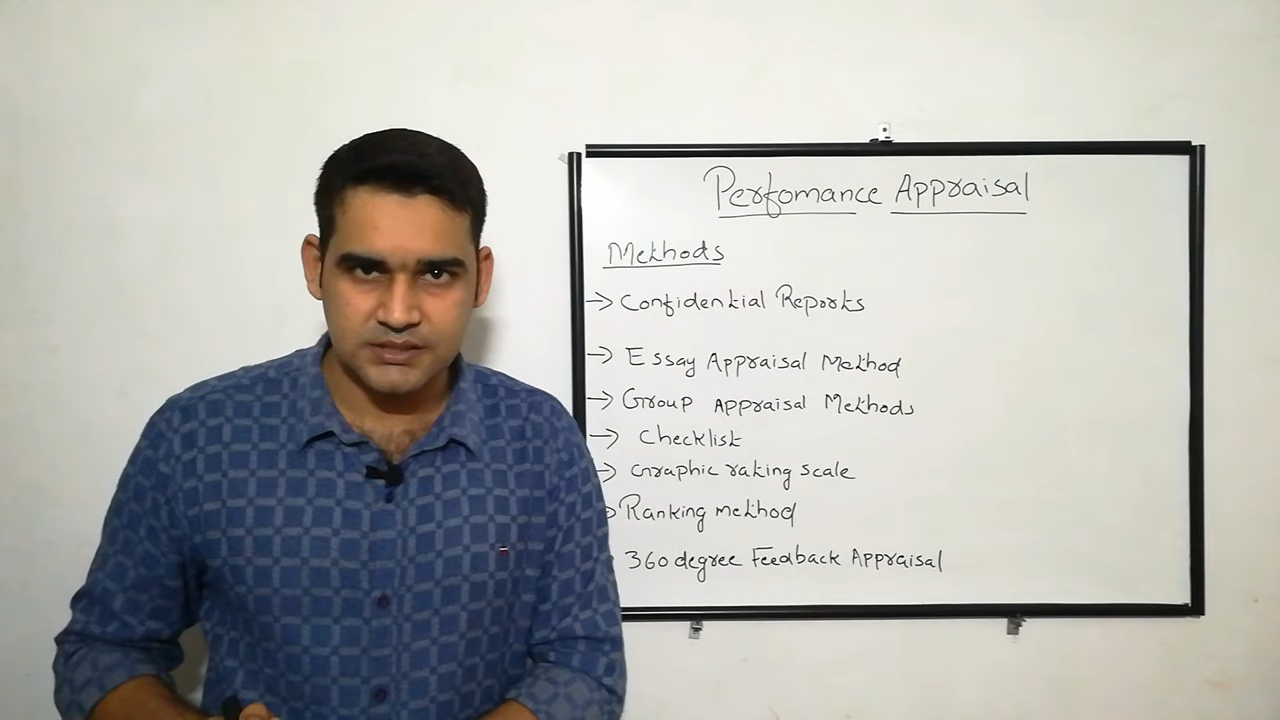 Perfomance Appraisal
Methods
→ Confidential Reports
→ Essay Appraisal Method
→ Group Appraisal Methods
→ Checklist
→ Graphic rating scale
Ranking method
360 degree Feedback Appraisal